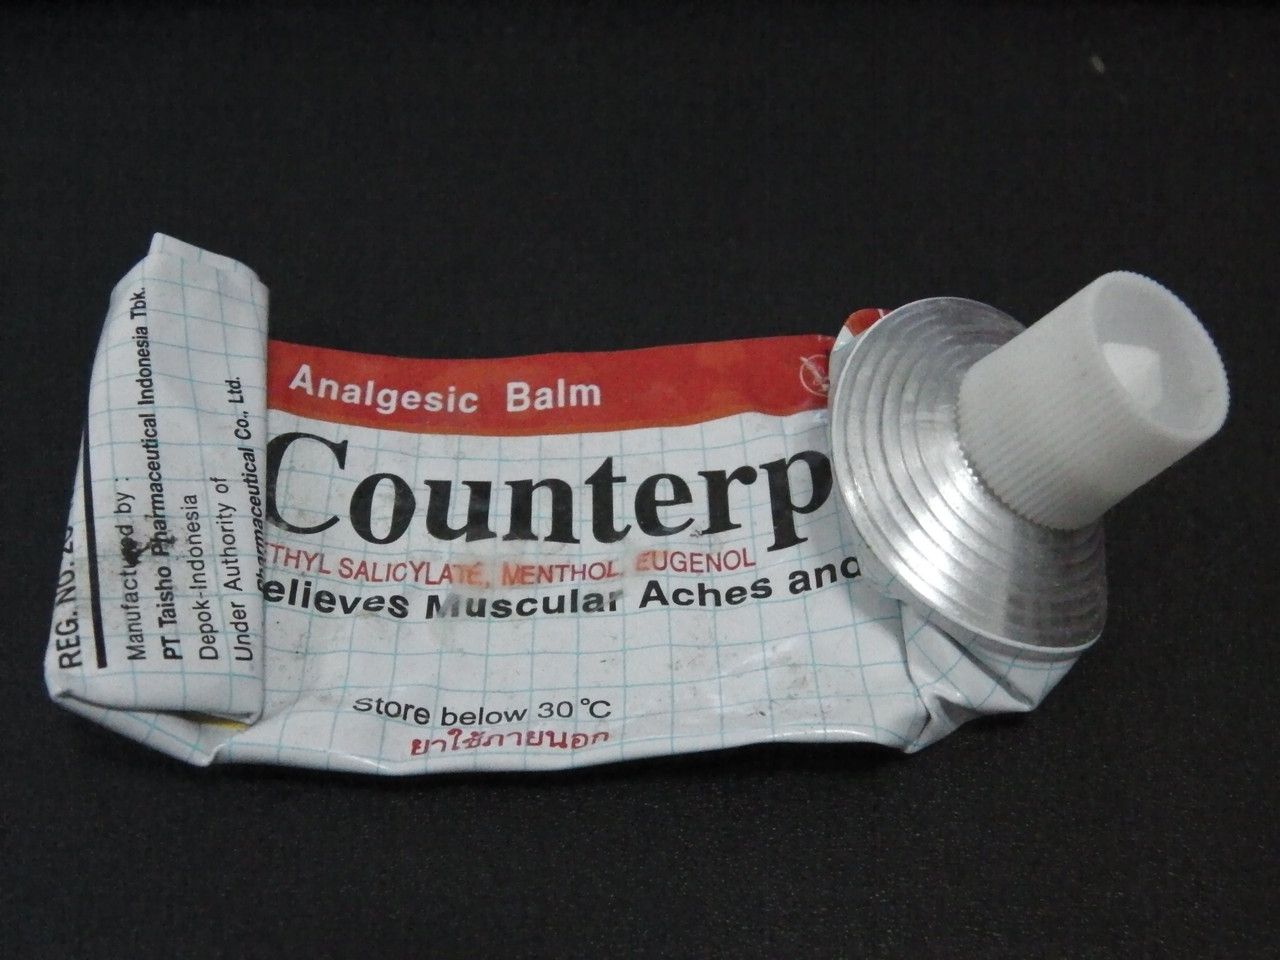 Analgesic Balm
Counterp
THYL SALICYLATE, MENTHOL EUGENOL
elieves Muscular Aches and
store below 30 °C
ยาใช้ภายนอก
REG. NO.
Manufactured by :
PT Taisho Pharmaceutical Indonesia Tbk.
Depok-Indonesia
Under Authority of
Pharmaceutical Co., Ltd.